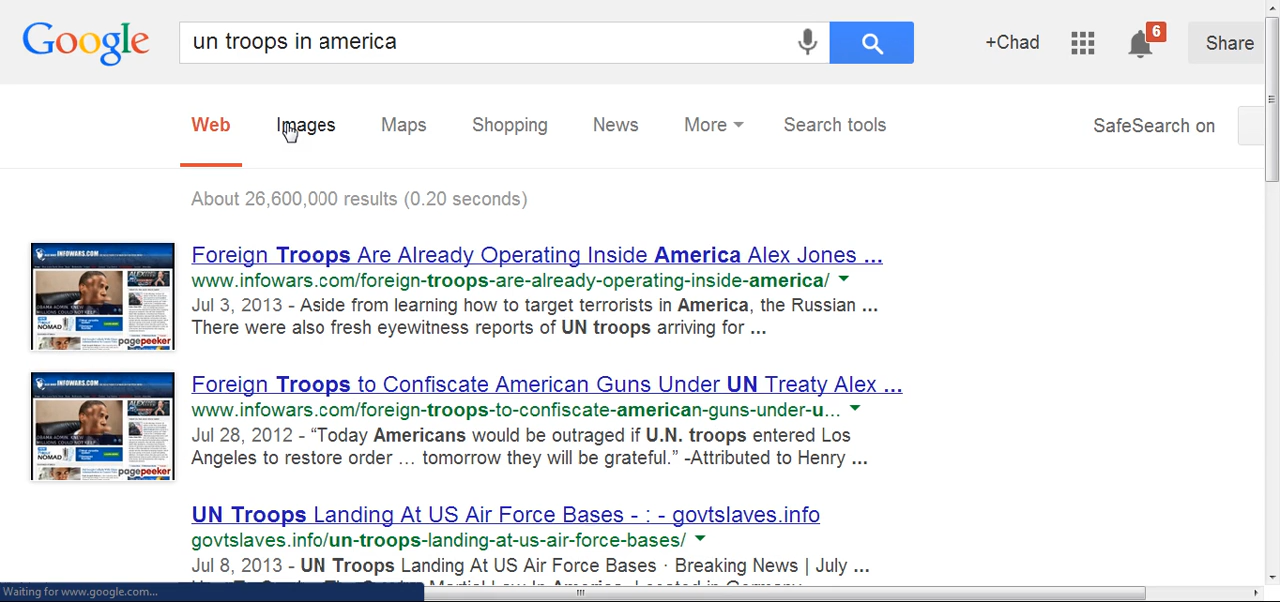 Google
un troops in america
+Chad
6
Share
Web Images Maps Shopping News More Search tools
SafeSearch on
About 26,600,000 results (0.20 seconds)
Foreign Troops Are Already Operating Inside America Alex Jones ...
www.infowars.com/foreign-troops-are-already-operating-inside-america/
Jul 3, 2013 - Aside from learning how to target terrorists in America, the Russian ...
There were also fresh eyewitness reports of UN troops arriving for ...
INFOWARS.COM
pagepeeker
Foreign Troops to Confiscate American Guns Under UN Treaty Alex ...
www.infowars.com/foreign-troops-to-confiscate-american-guns-under-u...
Jul 28, 2012 - “Today Americans would be outraged if U.N. troops entered Los
Angeles to restore order ... tomorrow they will be grateful.” -Attributed to Henry ...
INFOWARS.COM
pagepeeker
UN Troops Landing At US Air Force Bases - : - govtslaves.info
govtslaves.info/un-troops-landing-at-us-air-force-bases/
Jul 8, 2013 - UN Troops Landing At US Air Force Bases · Breaking News | July ...
Waiting for www.google.com...